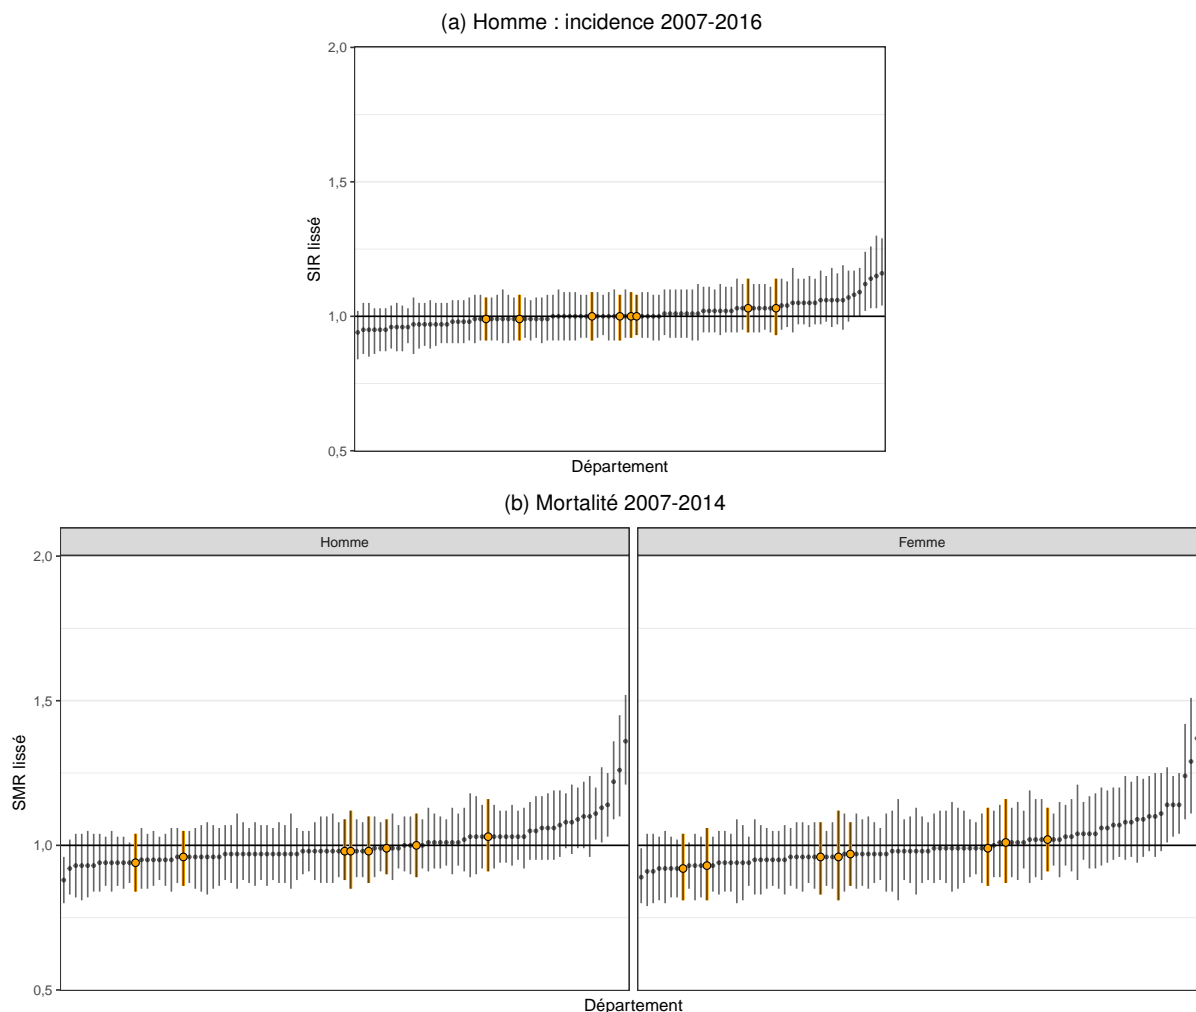 (a) Homme : incidence 2007-2016
2,0
1,5
1,0
0,5
SIR lissé
Département
(b) Mortalité 2007-2014
Homme
Femme
2,0
1,5
1,0
0,5
SMR lissé
Département